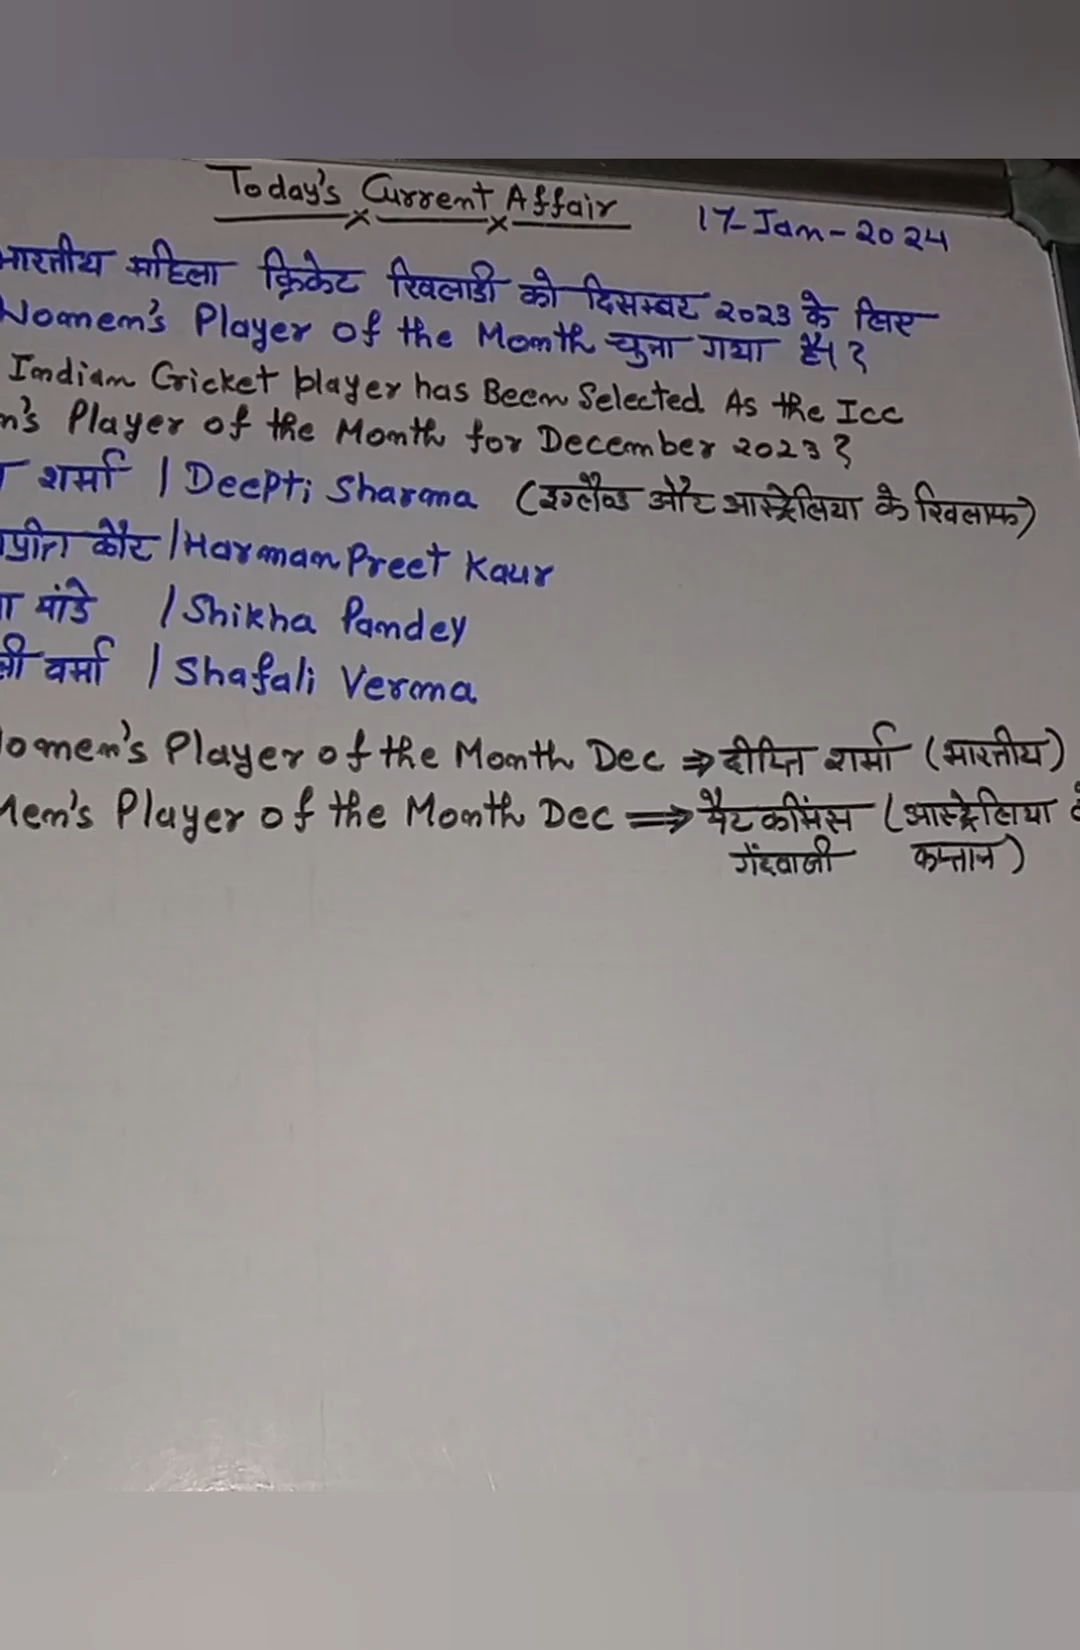 Today's Current Affair 17-Jan-2024
भारतीय महिला क्रिकेट खिलाडी को दिसम्बर 2023 के लिए
Women's Player of the Month चुना गया है?
Indian Cricket player has Been Selected As the Icc
n's Player of the Month for December 2023?
शर्मा / Deepti Sharma (इग्लैण्ड और आस्ट्रेलिया के खिलाफ)
प्रीत कौर / Harman Preet Kaur
पांडे / Shikha Pandey
ली वर्मा / Shafali Verma
Women's Player of the Month Dec ⇒ दीप्ति शर्मा (भारतीय)
Men's Player of the Month Dec ⇒ पैट कमिंस (आस्ट्रेलिया के
गेंदबाजी कप्तान)